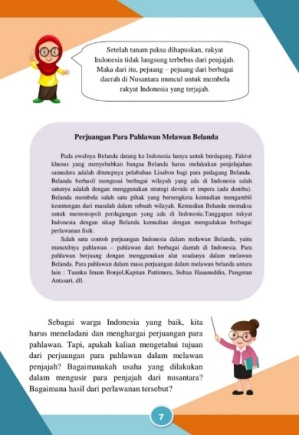 Setelah tanam paksa dihapuskan, rakyat
Indonesia tidak langsung terbebas dari penjajah.
Maka dari itu, pejuang – pejuang dari berbagai
daerah di Nusantara muncul untuk membela
rakyat Indonesia yang terjajah.
Perjuangan Para Pahlawan Melawan Belanda
Pada awalnya Belanda datang ke Indonesia hanya untuk berdagang. Faktor
khusus yang menyebabkan bangsa Belanda harus melakukan penjelajahan
samudera adalah ditutupnya pelabuhan Lisabon bagi para pedagang Belanda.
Belanda berhasil menguasai berbagai wilayah yang ada di Indonesia salah
satunya adalah dengan menggunakan strategi devide et impera (adu domba).
Belanda membela salah satu pihak yang bersengketa kemudian mengambil
keuntungan dari masalah dalam sebuah wilayah. Kemudian Belanda memaksa
untuk memonopoli perdagangan yang ada di Indonesia.Tanggapan rakyat
Indonesia dengan sikap Belanda kemudian dengan mengadakan berbagai
perlawanan fisik.
Salah satu contoh perjuangan Indonesia dalam melawan Belanda, yaitu
munculnya pahlawan – pahlawan dari berbagai daerah di Indonesia. Para
pahlawan berjuang dengan menggunakan alat seadanya dalam melawan
Belanda. Para pahlawan dalam masa perjuangan dalam melawan belanda antara
lain : Tuanku Imam Bonjol,Kapitan Pattimura, Sultan Hasanuddin, Pangeran
Antasari, dll.
Sebagai warga Indonesia yang baik, kita
harus meneladani dan menghargai perjuangan para
pahlawan. Tapi, apakah kalian mengetahui tujuan
dari perjuangan para pahlawan dalam melawan
penjajah? Bagaimanakah usaha yang dilakukan
dalam mengusir para penjajah dari nusantara?
Bagaimana hasil dari perlawanan tersebut?
7